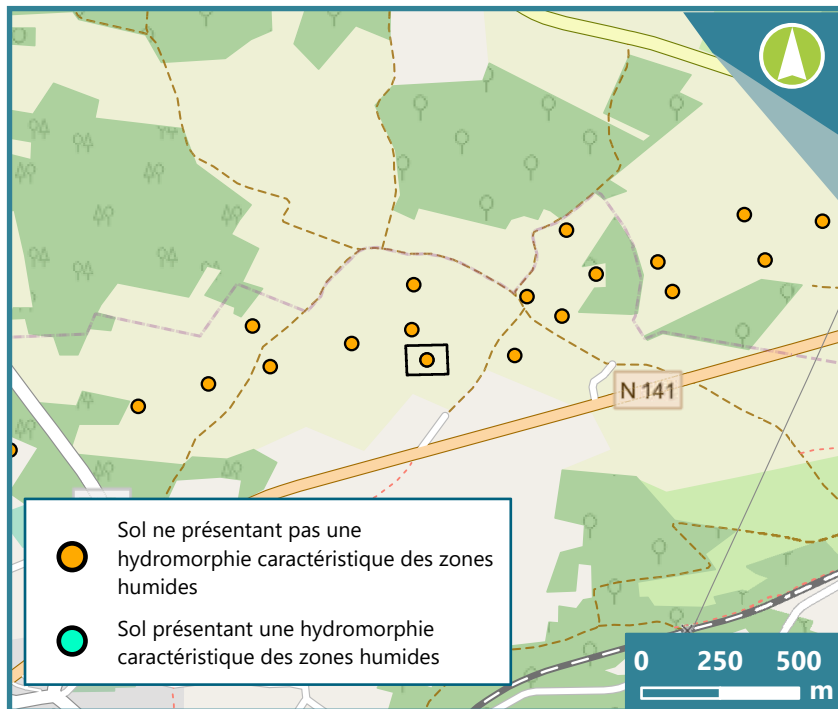 N 141
Sol ne présentant pas une
hydromorphie caractéristique des zones
humides
Sol présentant une hydromorphie
caractéristique des zones humides
0 250 500
m